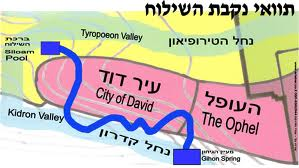 תוואי נקבת השילוח
Tyropoeon Valley
נחל הטירופיאון
ברכת
השילוח
Siloam
Pool
עיר דוד
City of David
העופל
The Ophel
Kidron Valley
נחל קדרון
מעיין הגיחון
Gihon Spring